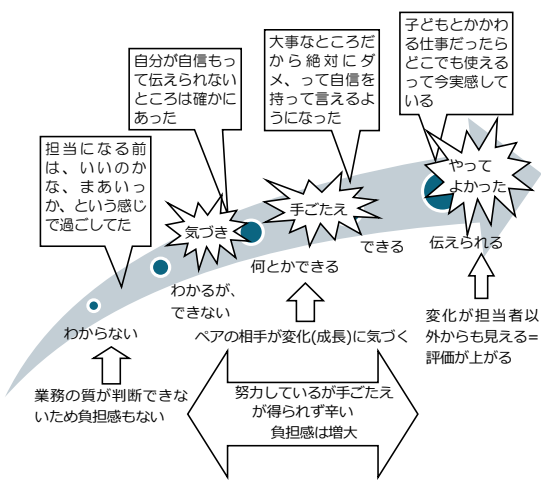 子どもとかかわ
る仕事だったら
どこでも使える
って今実感して
いる
大事なところだ
から絶対にダ
メ、って自信を
持って言えるよ
うになった
自分が自信もっ
て伝えられない
ところは確かに
あった
担当になる前
は、いいのか
な、まあいっ
か、という感じ
で過ごしてた
やって
よかった
手ごたえ
気づき
伝えられる
できる
何とかできる
わかるが、
できない
わからない
変化が担当者以
外からも見える=
評価が上がる
ペアの相手が変化(成長)に気づく
業務の質が判断できな
いため負担感もない
努力しているが手ごたえ
が得られず辛い
負担感は増大